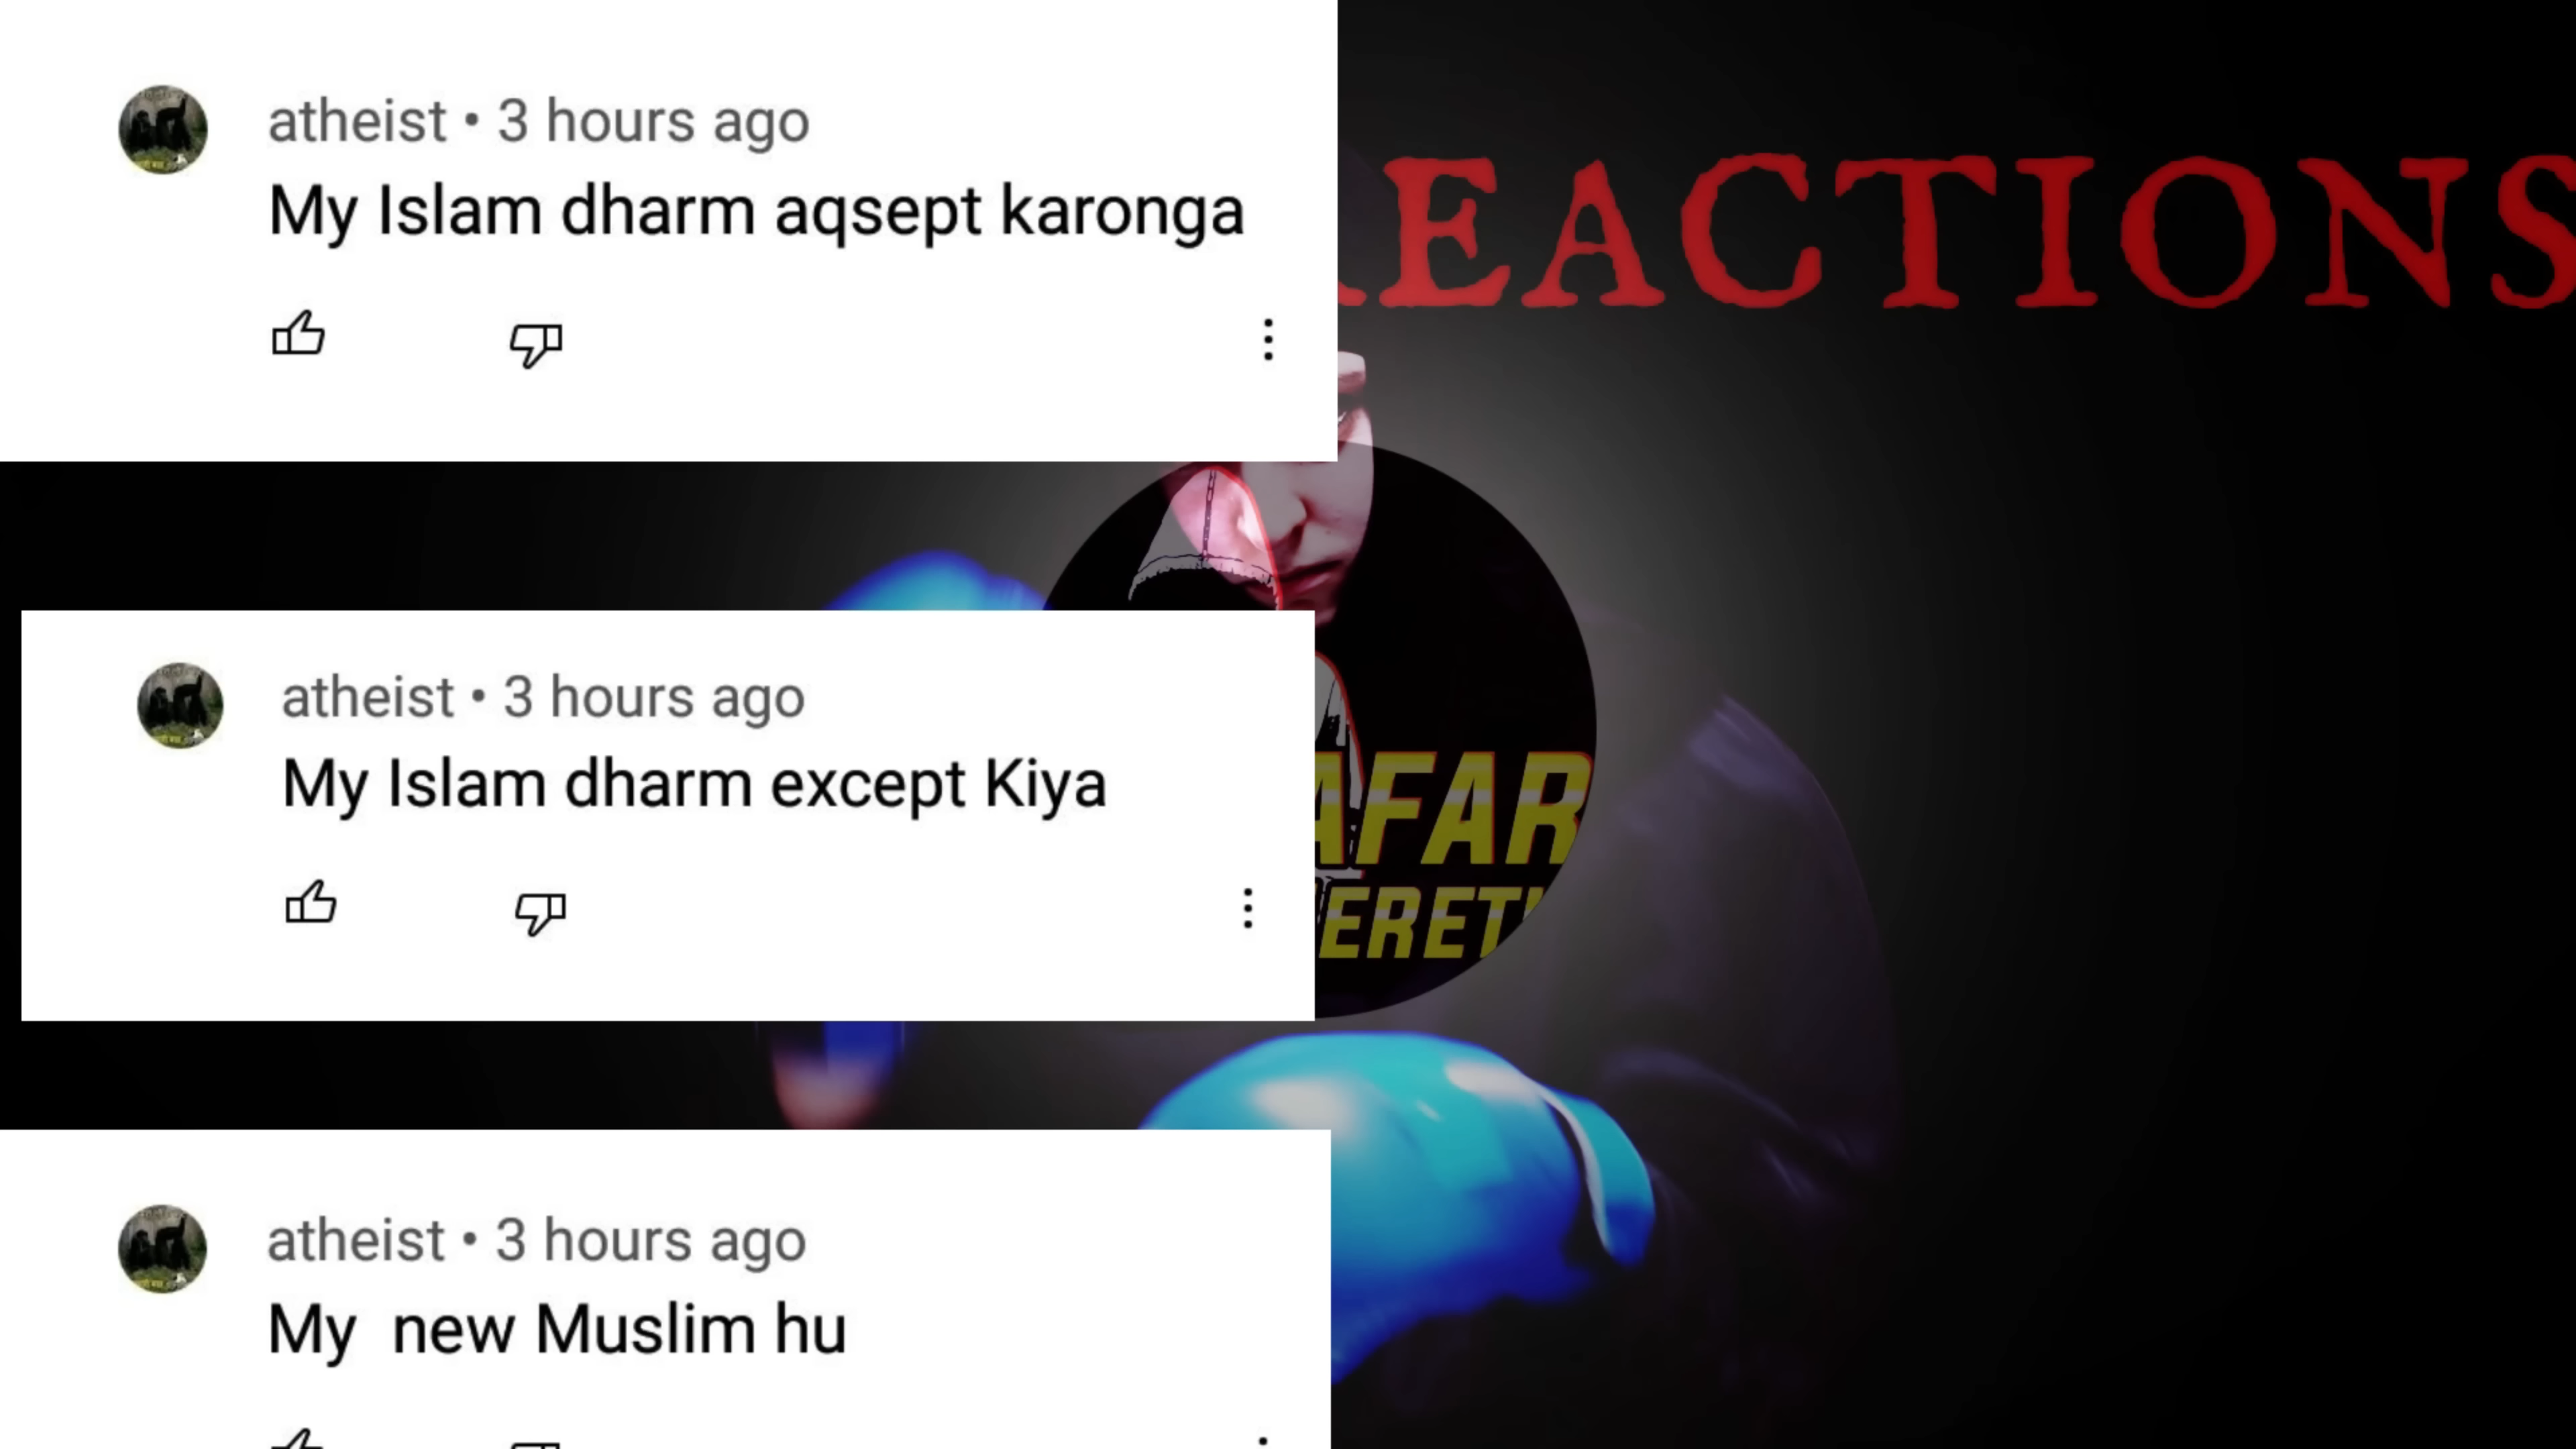 atheist • 3 hours ago
My Islam dharm aqsept karonga
EACTIONS
atheist • 3 hours ago
My Islam dharm except Kiya
AFAR
ERET
atheist • 3 hours ago
My new Muslim hu